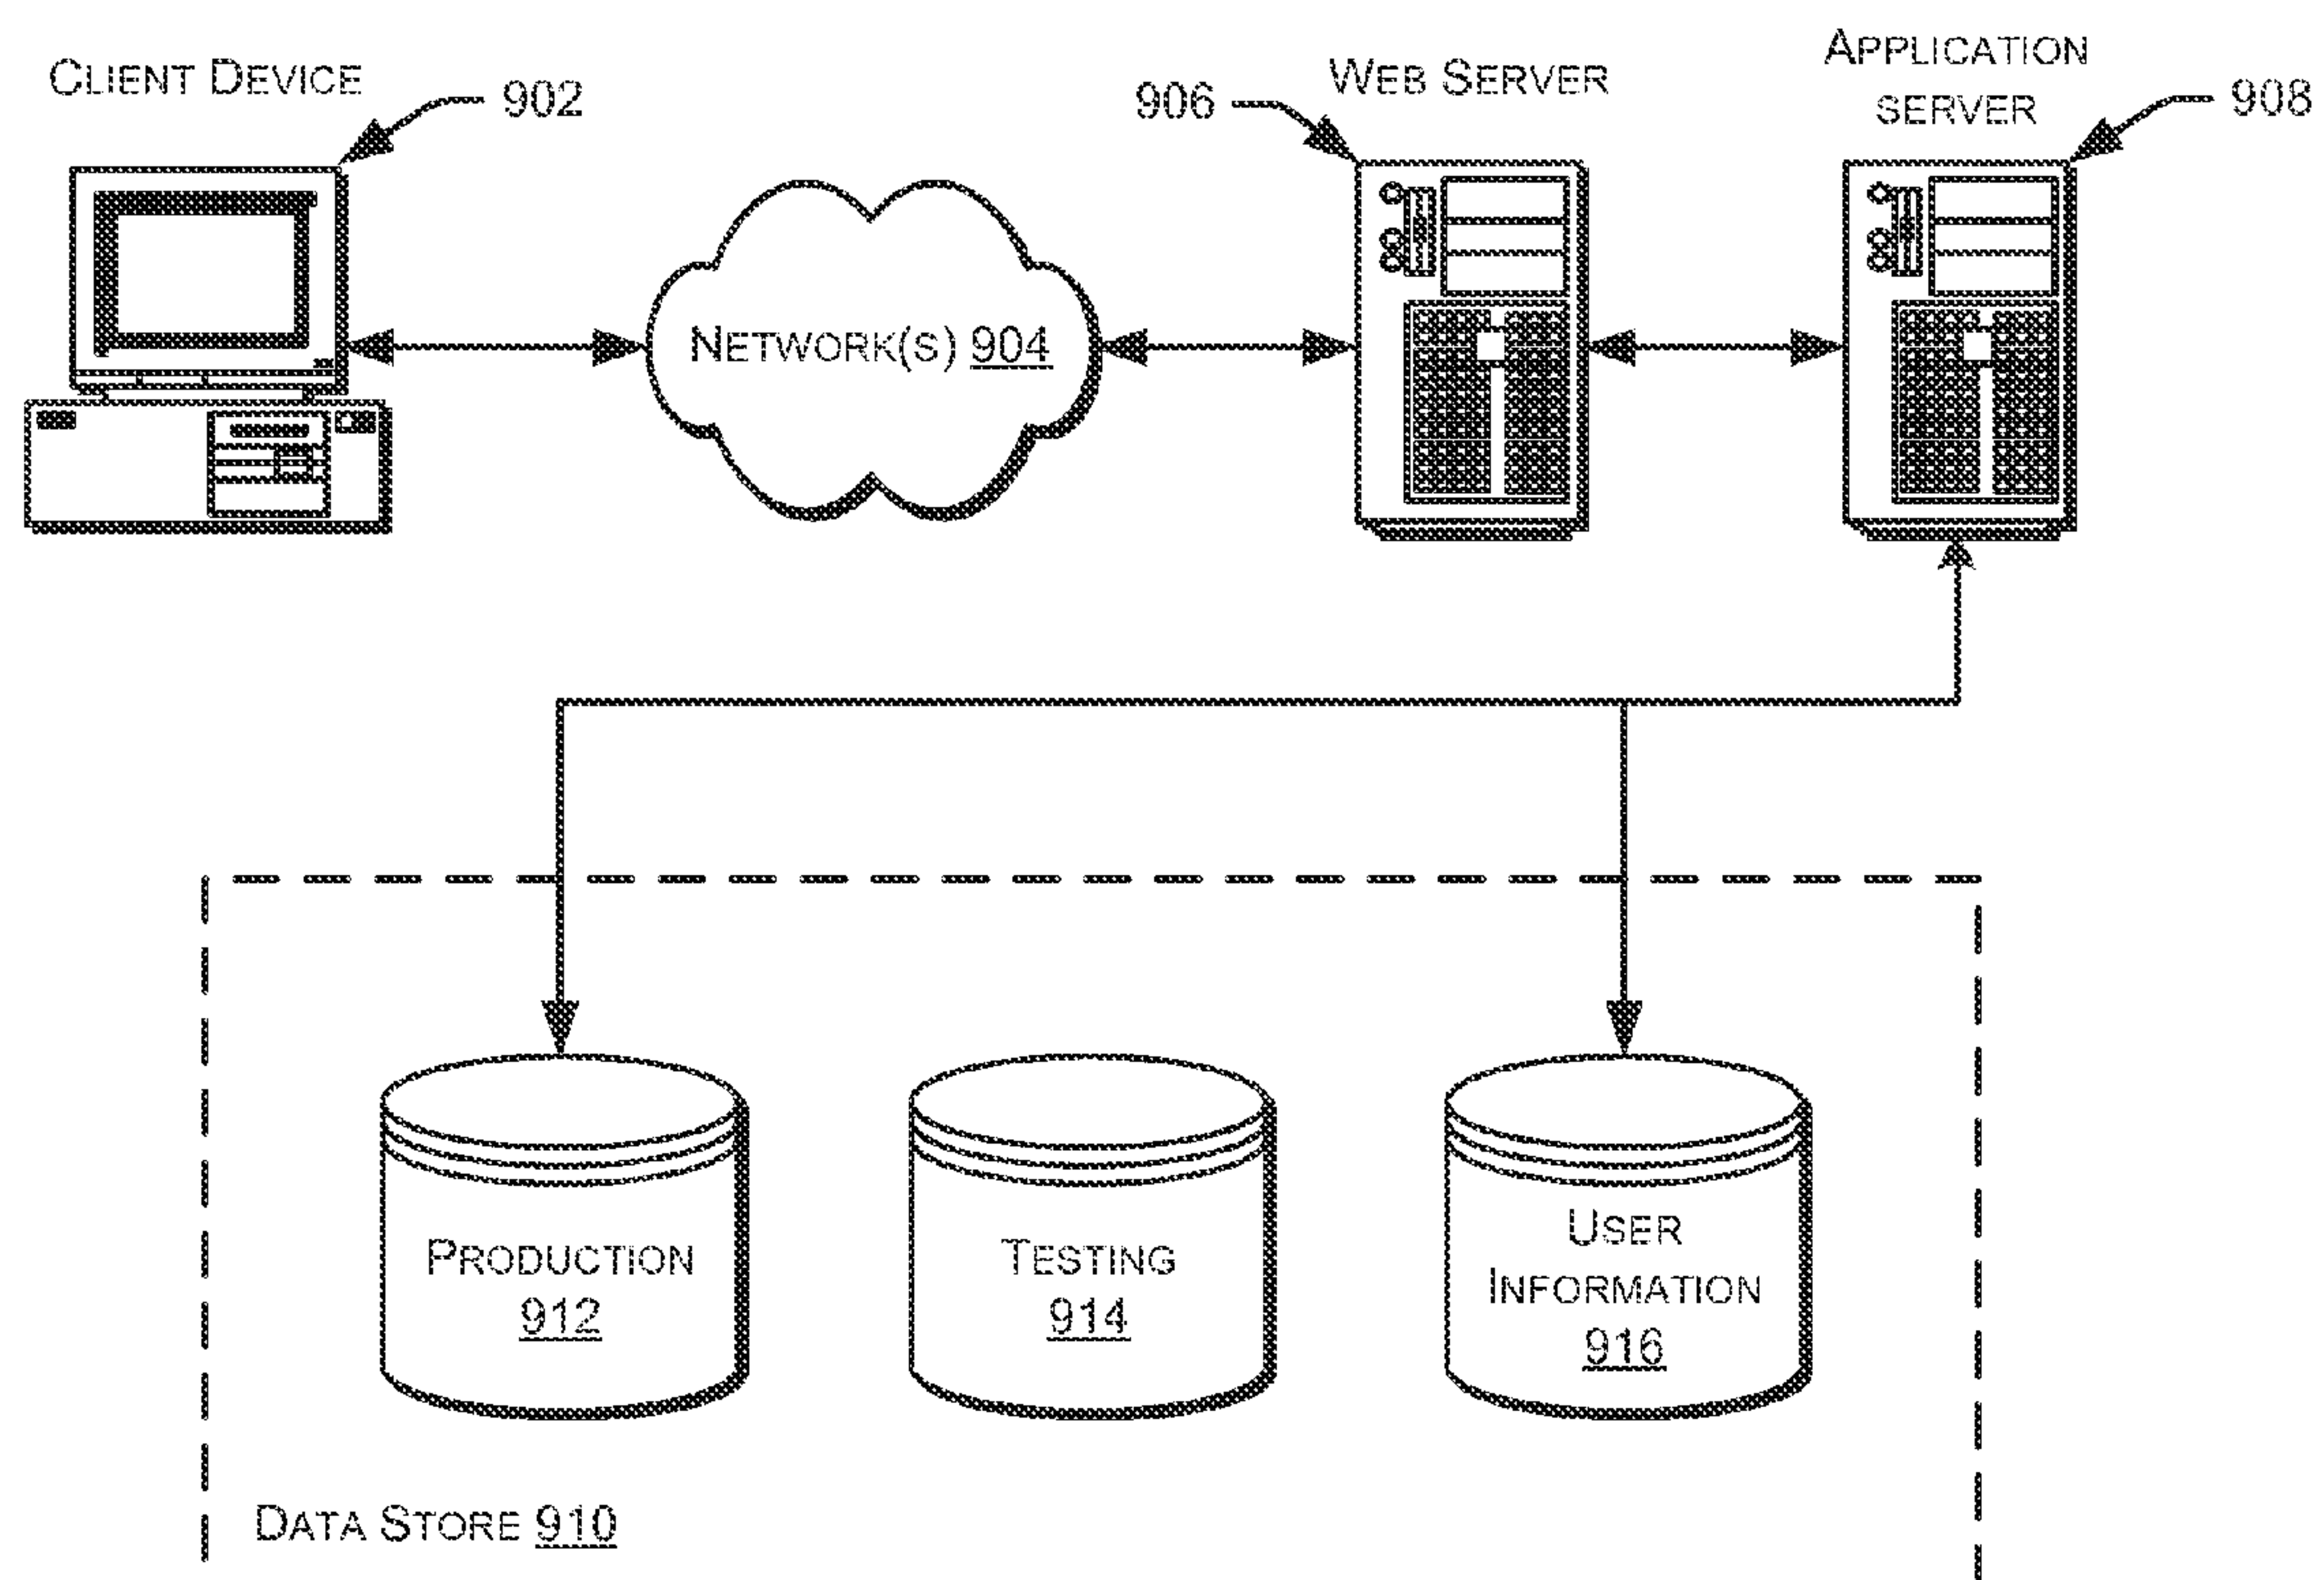 CLIENT DEVICE
902
906
WEB SERVER
APPLICATION
SERVER
908
NETWORK(S) 904
PRODUCTION
912
TESTING
914
USER
INFORMATION
916
DATA STORE 910